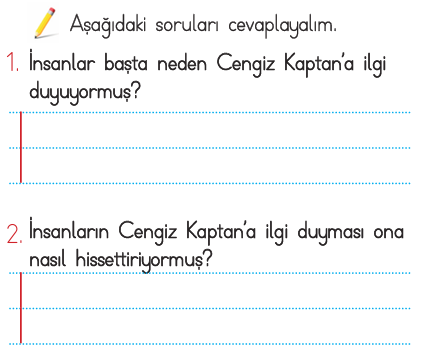 Aşağıdaki soruları cevaplayalım.
1. İnsanlar başta neden Cengiz Kaptan'a ilgi
duyuyormuş?
2. İnsanların Cengiz Kaptan'a ilgi duyması ona
nasıl hissettiriyormuş?